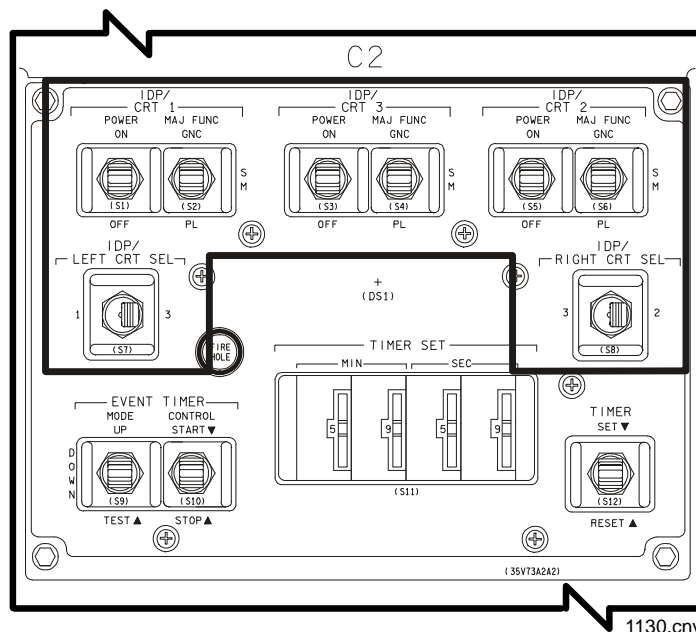 C2
IDP/ IDP/ IDP/
CRT 1 CRT 3 CRT 2
POWER MAJ FUNC POWER MAJ FUNC POWER MAJ FUNC
ON GNC ON GNC ON GNC
S M S M S M
(S1) (S2) (S3) (S4) (S5) (S6)
OFF PL OFF PL OFF PL
IDP/ IDP/
LEFT CRT SEL RIGHT CRT SEL
+
(DS1)
1 3 3 2
(S7) (S8)
FIRE
HOLE
TIMER SET
MIN SEC
5 9 5 9
(S11)
EVENT TIMER
MODE CONTROL
UP START▼
DOWN
(S9) (S10)
TEST▲ STOP▲
TIMER
SET▼
(S12)
RESET▲
(35V73A2A2)